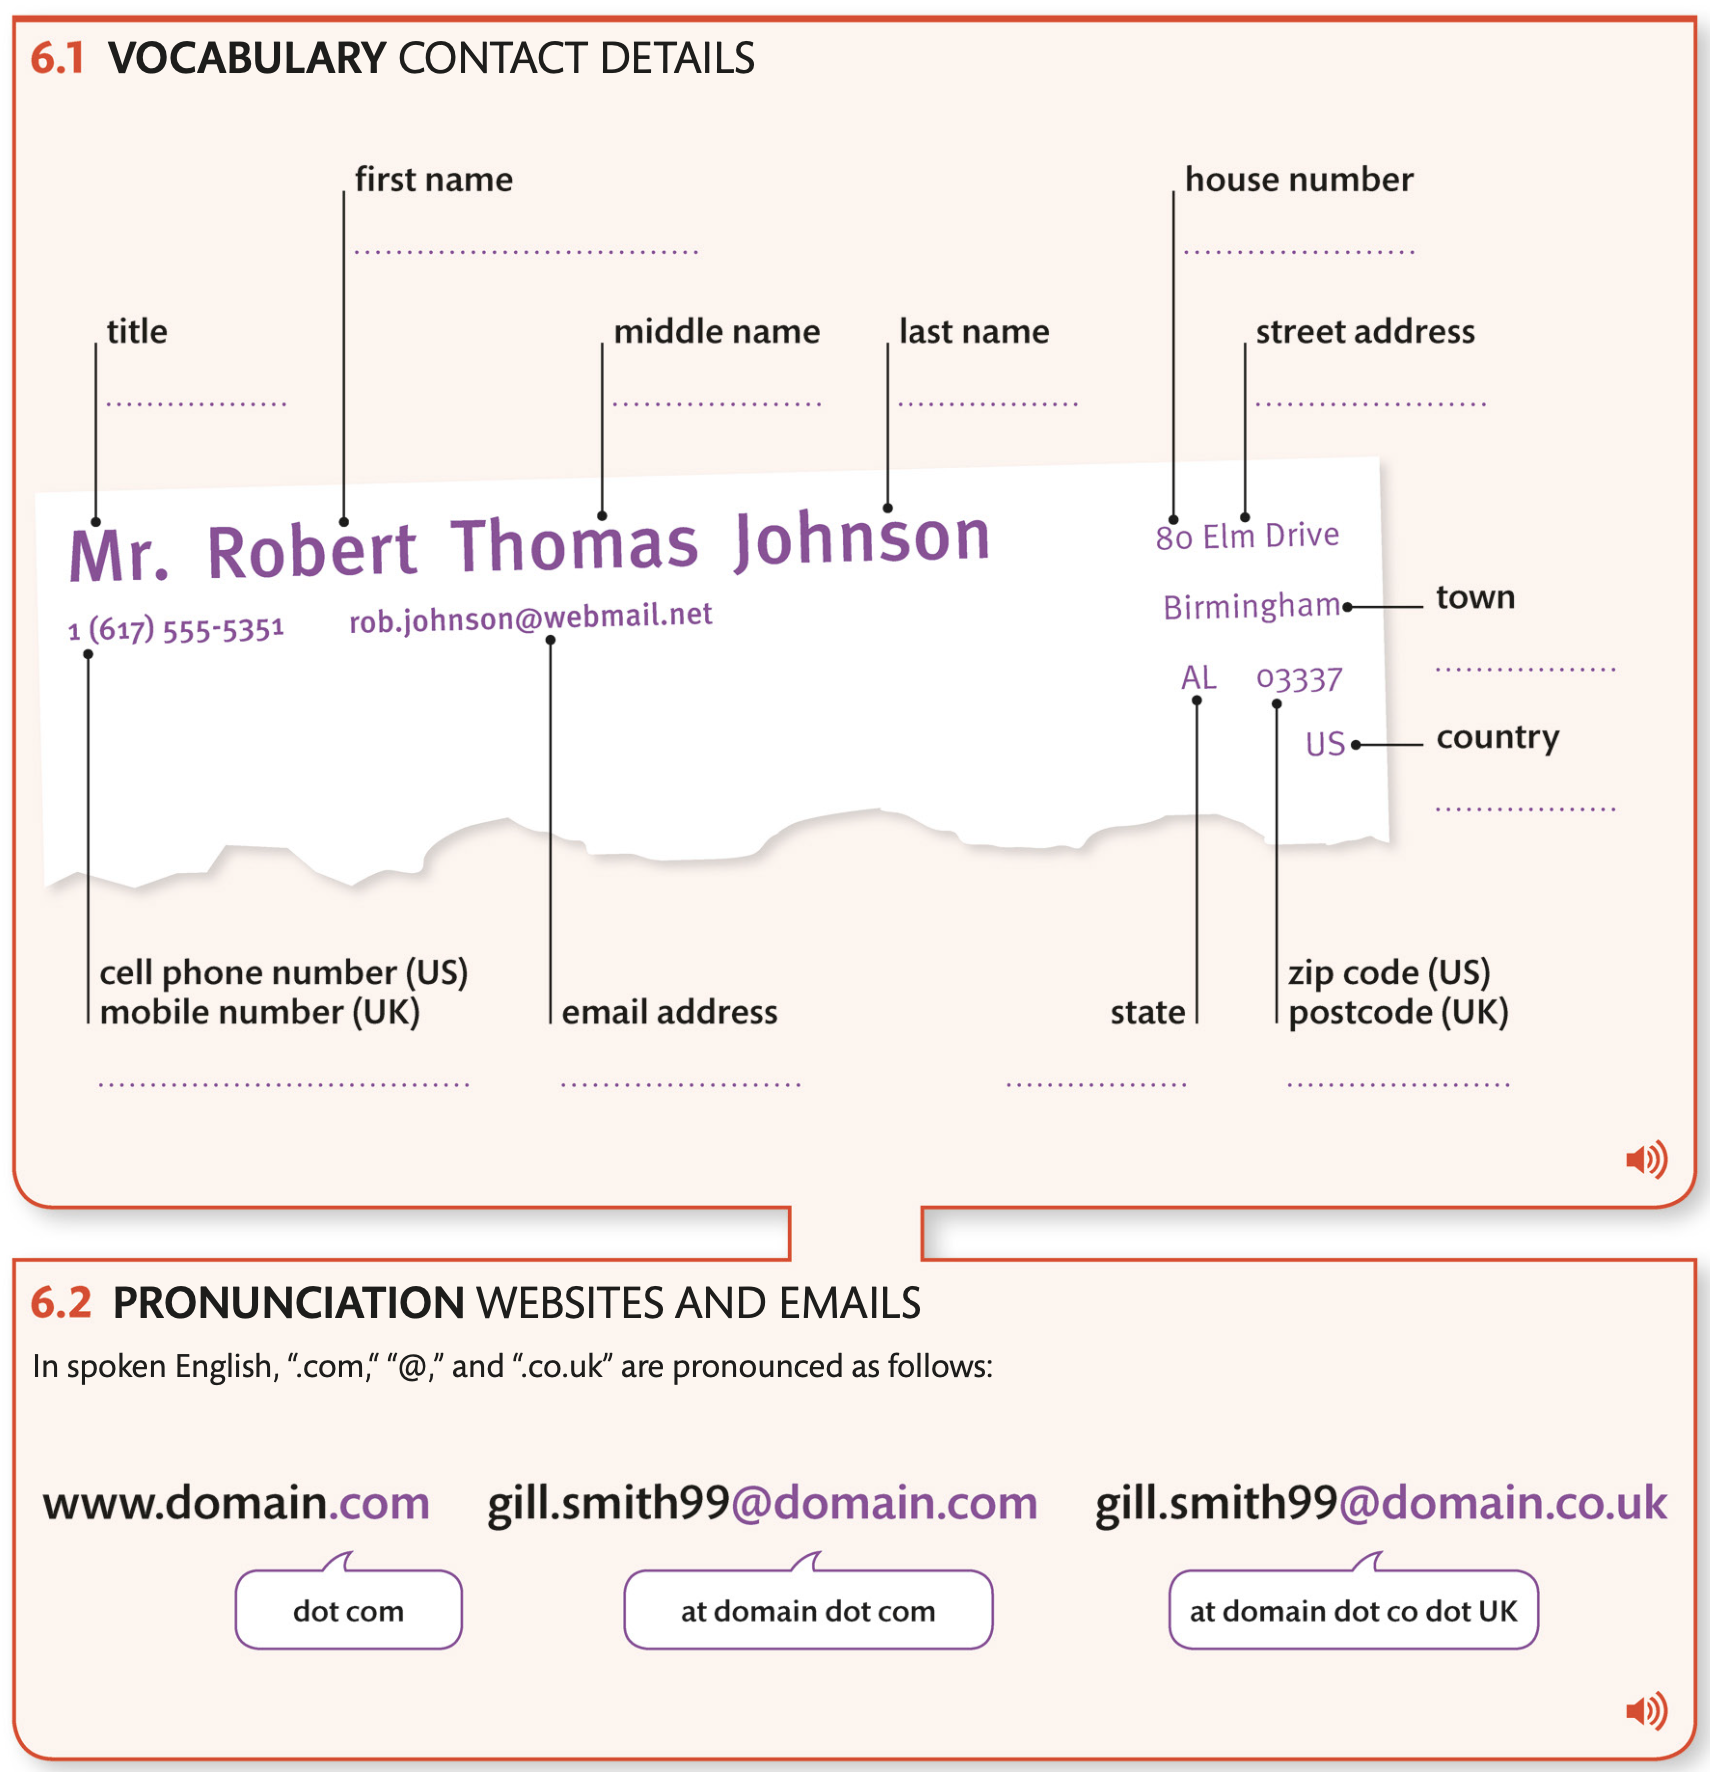 6.1 VOCABULARY CONTACT DETAILS
first name
house number
title
middle name
last name
street address
Mr. Robert Thomas Johnson
80 Elm Drive
1 (617) 555-5351
rob.johnson@webmail.net
Birmingham
town
AL 03337
US
country
cell phone number (US)
mobile number (UK)
email address
state
zip code (US)
postcode (UK)
6.2 PRONUNCIATION WEBSITES AND EMAILS
In spoken English, “.com,“ “@,” and “.co.uk” are pronounced as follows:
www.domain.com
gill.smith99@domain.com
gill.smith99@domain.co.uk
dot com
at domain dot com
at domain dot co dot UK